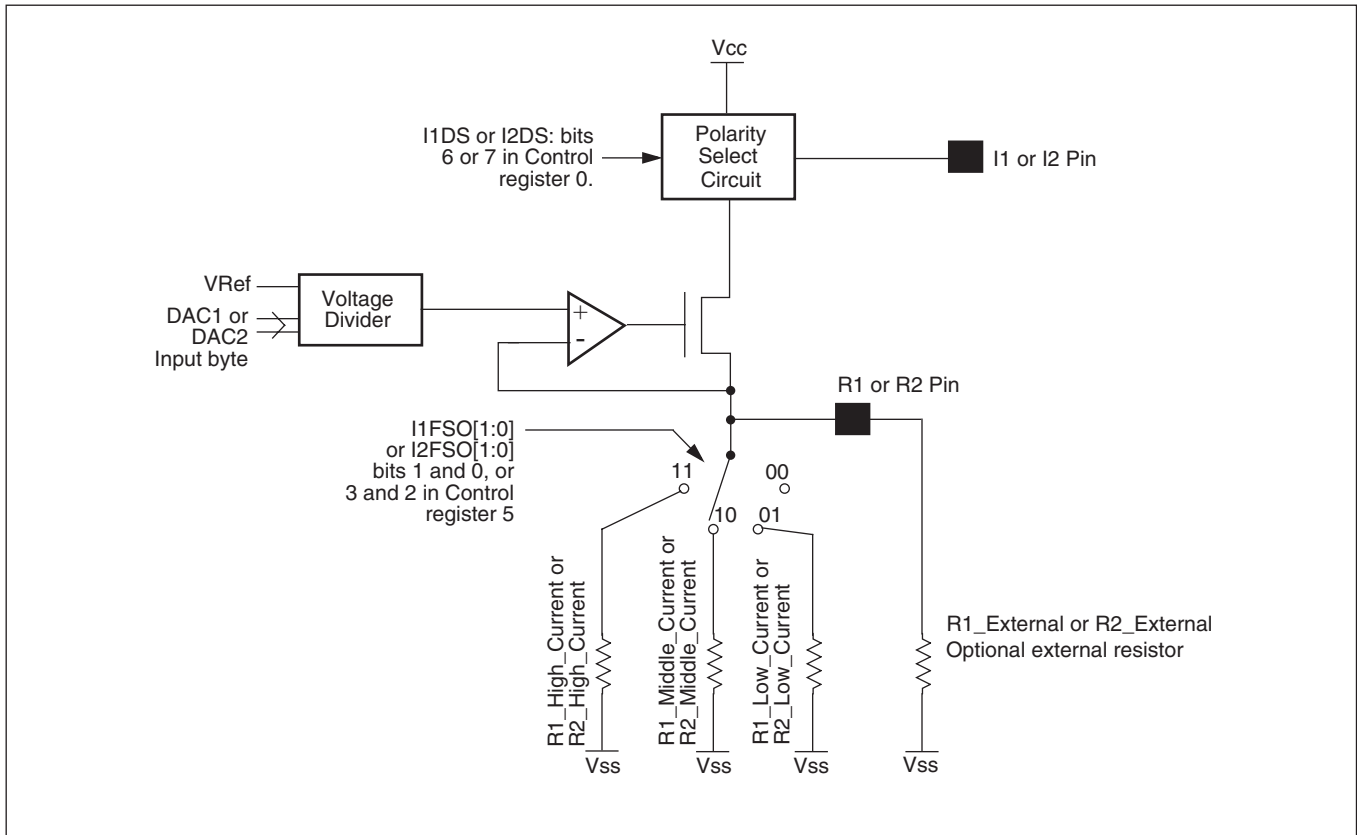 Vcc
I1DS or I2DS: bits
6 or 7 in Control
register 0.
Polarity
Select
Circuit
I1 or I2 Pin
VRef
DAC1 or
DAC2
Input byte
Voltage
Divider
+
-
R1 or R2 Pin
I1FSO[1:0]
or I2FSO[1:0]
bits 1 and 0, or
3 and 2 in Control
register 5
11
00
10
01
R1_High_Current or
R2_High_Current
R1_Middle_Current or
R2_Middle_Current
R1_Low_Current or
R2_Low_Current
R1_External or R2_External
Optional external resistor
Vss
Vss
Vss
Vss